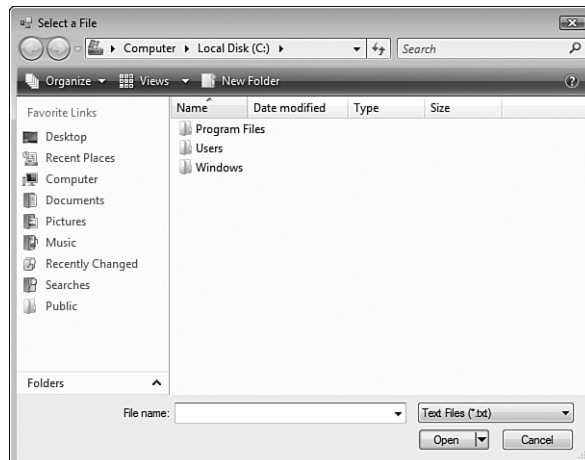 Select a File
Computer Local Disk (C:) Search
Organize Views New Folder
Favorite Links
Name Date modified Type Size
Desktop
Recent Places
Computer
Documents
Pictures
Music
Recently Changed
Searches
Public
Program Files
Users
Windows
Folders
File name: Text Files (*.txt)
Open Cancel